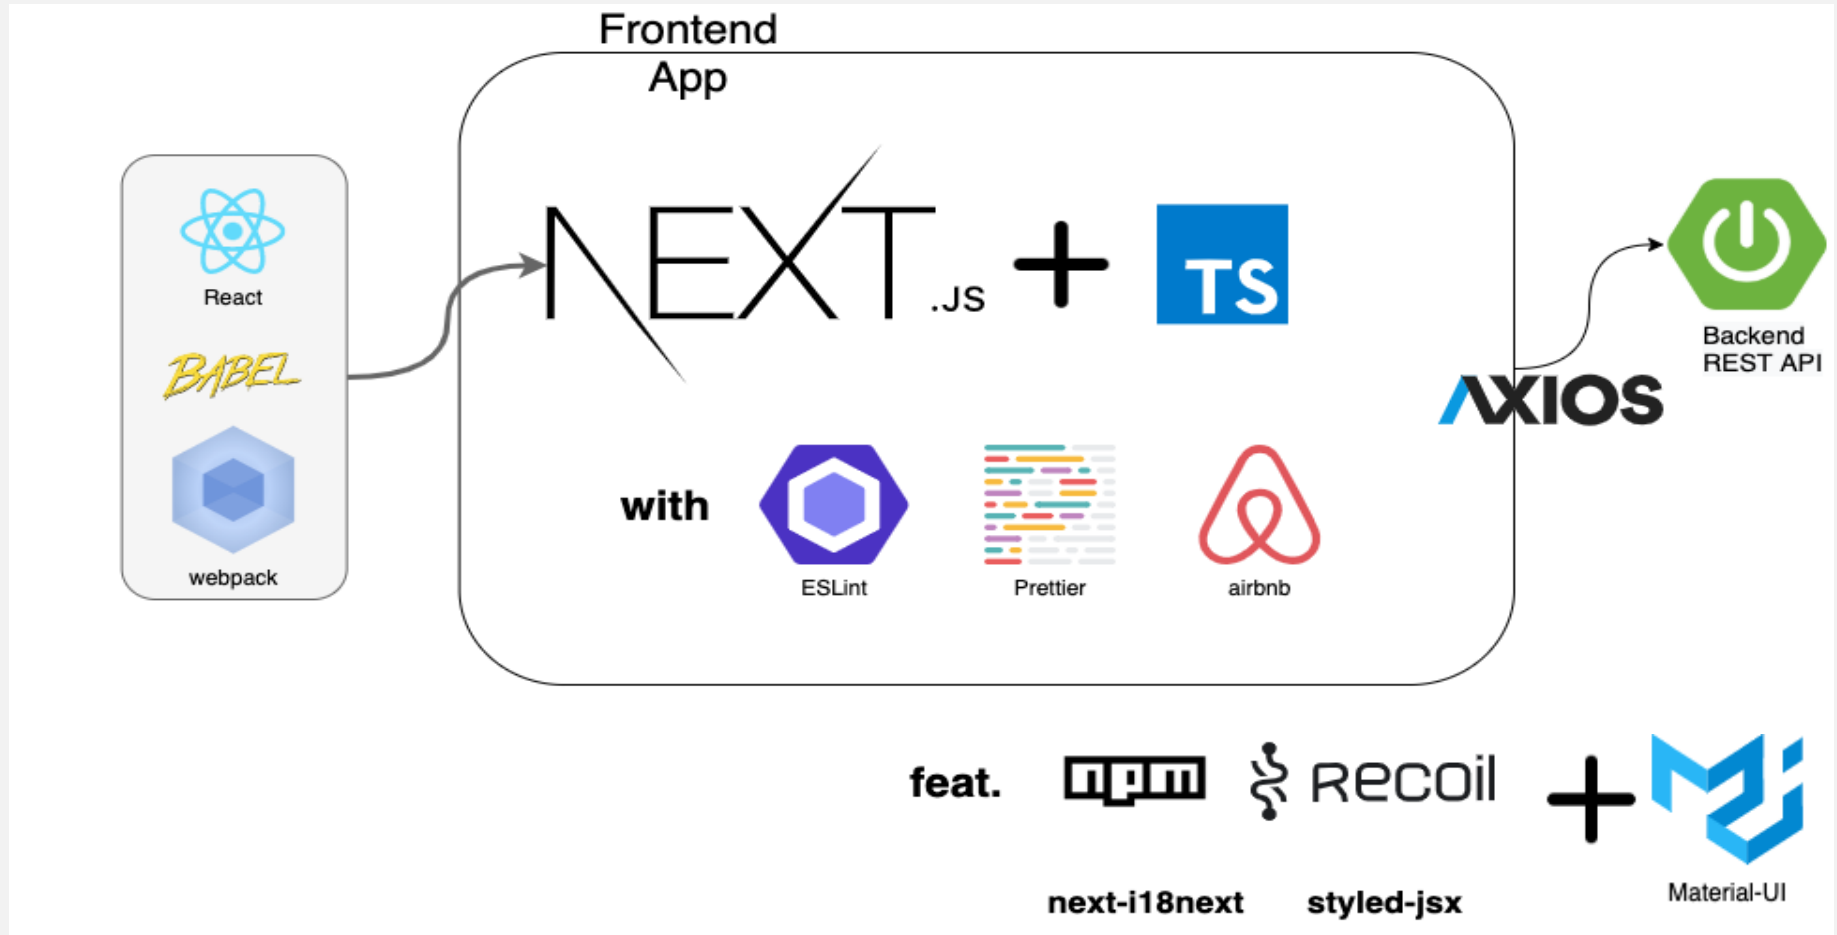 Frontend
App
React
BABEL
webpack
NEXT.JS
TS
AXIOS
Backend
REST API
with
ESLint
Prettier
airbnb
feat.
npm
RECOIL
Material-UI
next-i18next
styled-jsx